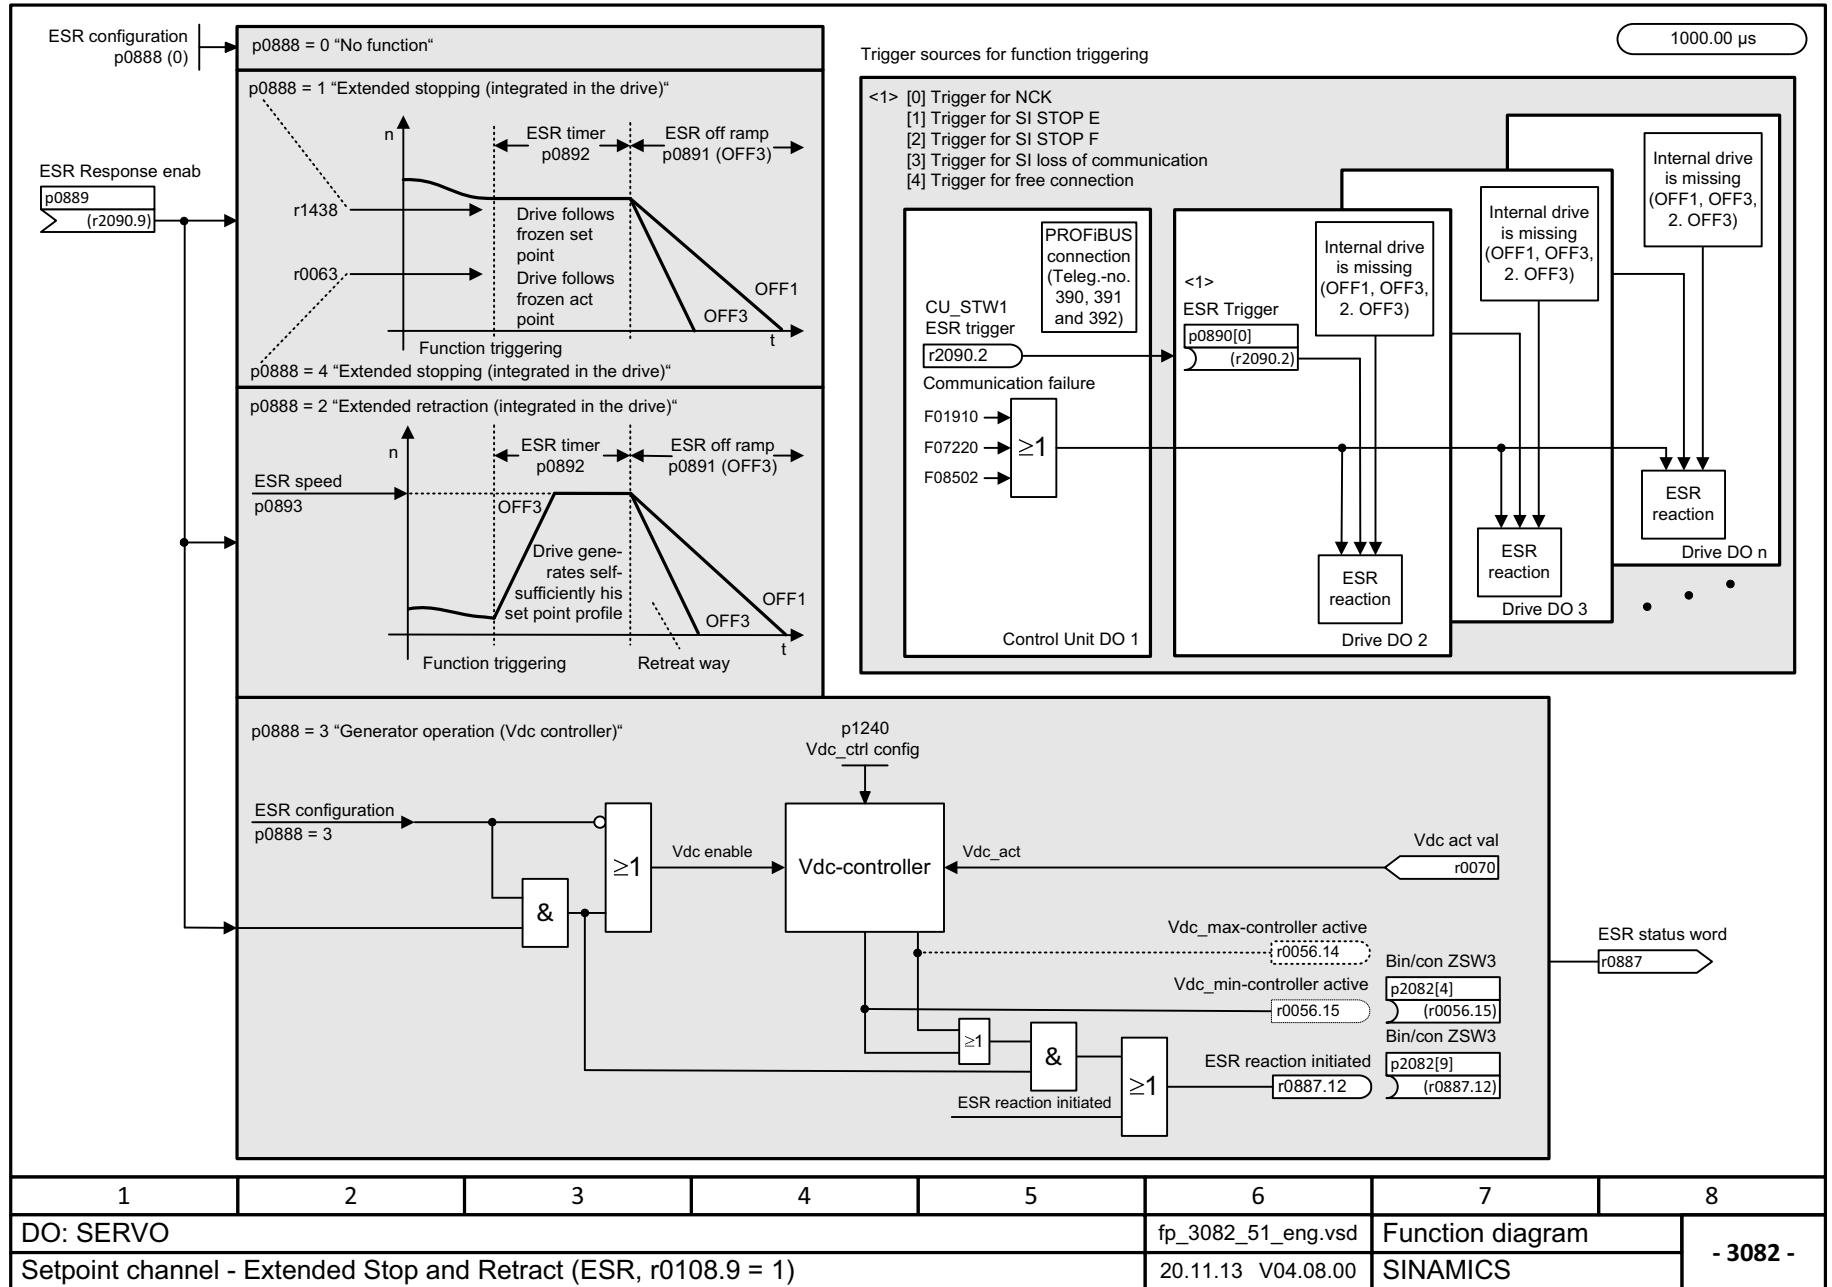 ESR configuration
p0888 (0)
p0888 = 0 “No function“
p0888 = 1 “Extended stopping (integrated in the drive)“
n
ESR timer
p0892
ESR off ramp
p0891 (OFF3)
ESR Response enab
p0889
(r2090.9)
r1438
Drive follows
frozen set
point
r0063
Drive follows
frozen act
point
OFF1
OFF3
t
Function triggering
p0888 = 4 “Extended stopping (integrated in the drive)“
p0888 = 2 “Extended retraction (integrated in the drive)“
n
ESR timer
p0892
ESR off ramp
p0891 (OFF3)
ESR speed
p0893
OFF3
Drive gene-
rates self-
sufficiently his
set point profile
OFF1
OFF3
t
Function triggering
Retreat way
1000.00 µs
Trigger sources for function triggering
<1> [0] Trigger for NCK
[1] Trigger for SI STOP E
[2] Trigger for SI STOP F
[3] Trigger for SI loss of communication
[4] Trigger for free connection
PROFiBUS
connection
(Teleg.-no.
390, 391
and 392)
CU_STW1
ESR trigger
r2090.2
Communication failure
F01910
F07220
F08502
≥1
Control Unit DO 1
<1>
ESR Trigger
p0890[0]
(r2090.2)
Internal drive
is missing
(OFF1, OFF3,
2. OFF3)
ESR
reaction
Drive DO 2
Internal drive
is missing
(OFF1, OFF3,
2. OFF3)
ESR
reaction
Drive DO 3
Internal drive
is missing
(OFF1, OFF3,
2. OFF3)
ESR
reaction
Drive DO n
p0888 = 3 “Generator operation (Vdc controller)“
p1240
Vdc_ctrl config
ESR configuration
p0888 = 3
&
≥1
Vdc enable
Vdc-controller
Vdc_act
Vdc act val
r0070
Vdc_max-controller active
r0056.14
Vdc_min-controller active
r0056.15
Bin/con ZSW3
p2082[4]
(r0056.15)
≥1
&
≥1
ESR reaction initiated
ESR reaction initiated
r0887.12
Bin/con ZSW3
p2082[9]
(r0887.12)
ESR status word
r0887
1 2 3 4 5 6 7 8
DO: SERVO
fp_3082_51_eng.vsd
Function diagram
- 3082 -
Setpoint channel - Extended Stop and Retract (ESR, r0108.9 = 1)
20.11.13 V04.08.00
SINAMICS